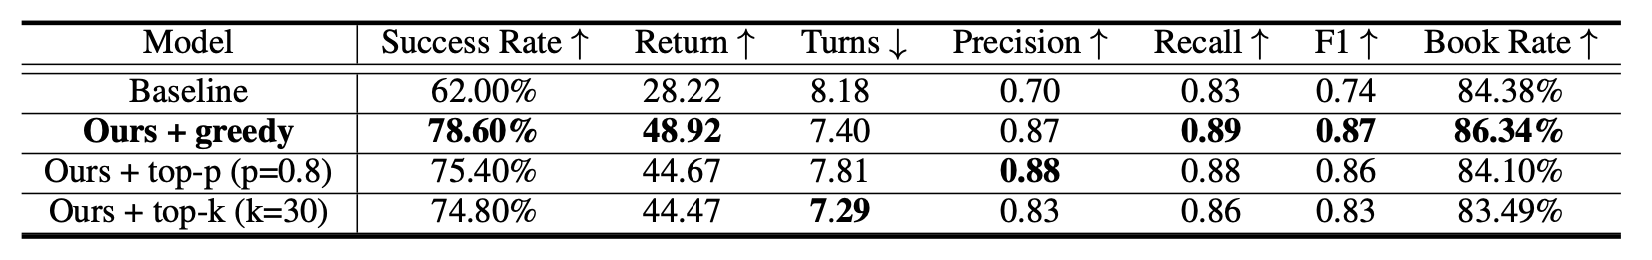 Model Success Rate ↑ Return ↑ Turns ↓ Precision ↑ Recall ↑ F1 ↑ Book Rate ↑
Baseline 62.00% 28.22 8.18 0.70 0.83 0.74 84.38%
Ours + greedy 78.60% 48.92 7.40 0.87 0.89 0.87 86.34%
Ours + top-p (p=0.8) 75.40% 44.67 7.81 0.88 0.88 0.86 84.10%
Ours + top-k (k=30) 74.80% 44.47 7.29 0.83 0.86 0.83 83.49%